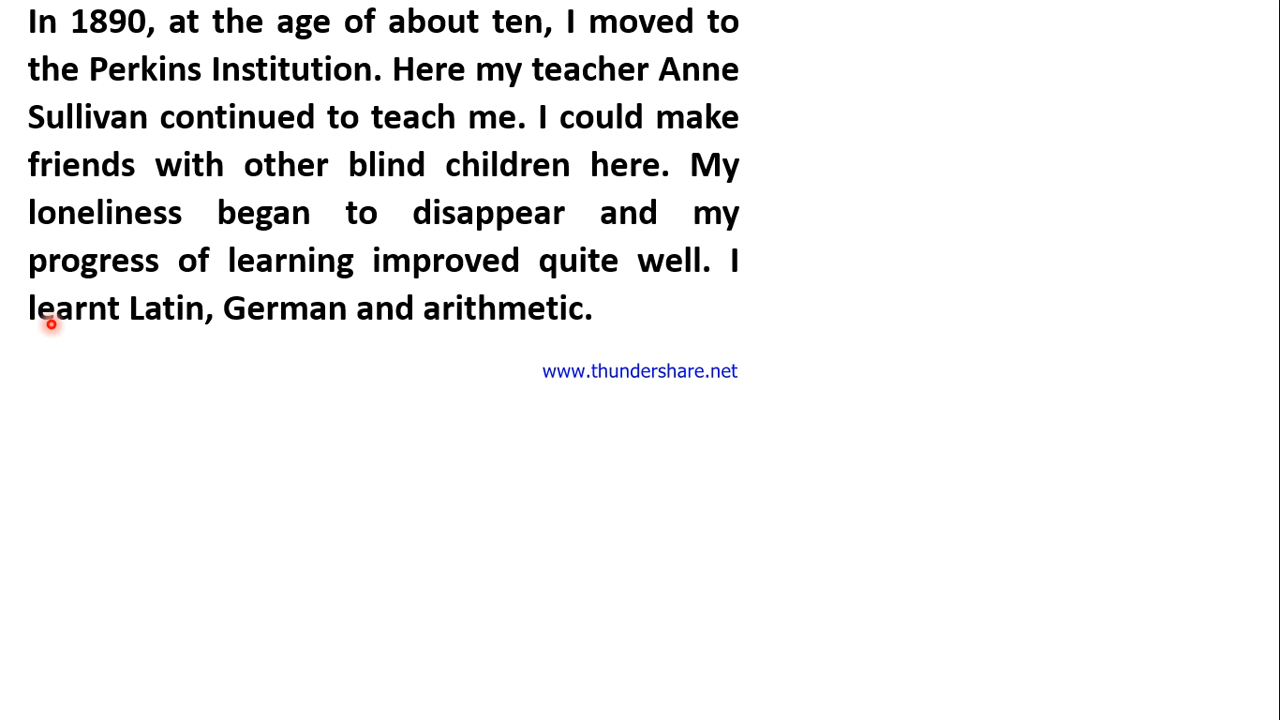 In 1890, at the age of about ten, I moved to
the Perkins Institution. Here my teacher Anne
Sullivan continued to teach me. I could make
friends with other blind children here. My
loneliness began to disappear and my
progress of learning improved quite well. I
learnt Latin, German and arithmetic.
www.thundershare.net